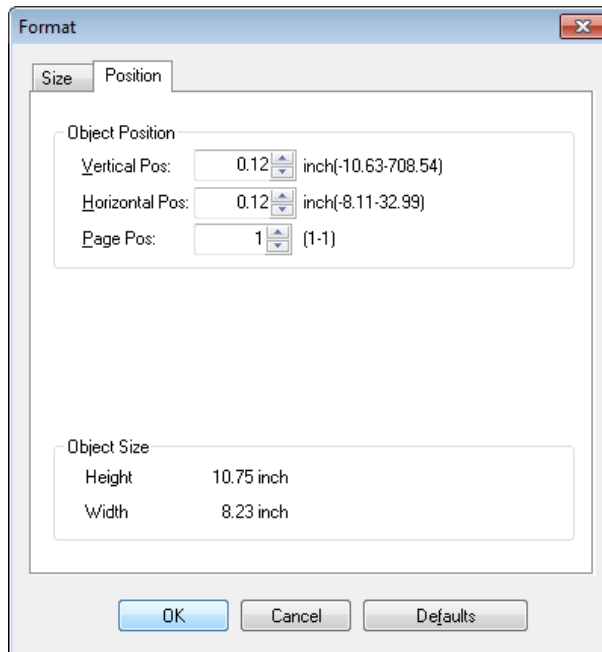 Format
Size Position
Object Position
Vertical Pos: 0.12 inch(-10.63-708.54)
Horizontal Pos: 0.12 inch(-8.11-32.99)
Page Pos: 1 (1-1)
Object Size
Height 10.75 inch
Width 8.23 inch
OK Cancel Defaults